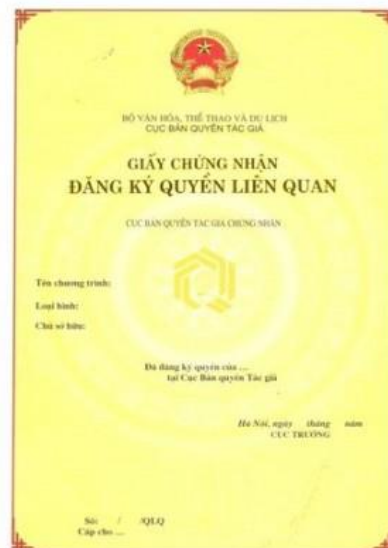 BỘ VĂN HÓA, THỂ THAO VÀ DU LỊCH
CỤC BẢN QUYỀN TÁC GIẢ
GIẤY CHỨNG NHẬN
ĐĂNG KÝ QUYỀN LIÊN QUAN
CỤC BẢN QUYỀN TÁC GIẢ CHỨNG NHẬN
Tên chương trình:
Loại hình:
Chủ sở hữu:
Đã đăng ký quyền của ...
tại Cục Bản quyền Tác giả
Hà Nội, ngày tháng năm
CỤC TRƯỞNG
Số: / /QLQ
Cấp cho ....